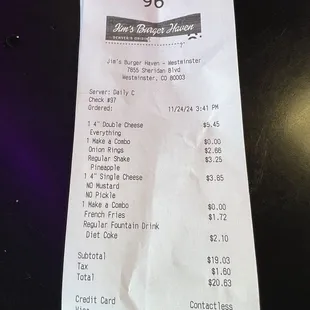 96
Jim's Burger Haven
Jim's Burger Haven - Westminster
7855 Sheridan Blvd
Westminster, CO 80003
Server: Daily C
Check #97
Ordered: 11/24/24 3:41 PM
1 4" Double Cheese $5.45
Everything
1 Make a Combo $0.00
Onion Rings $2.66
Regular Shake $3.25
Pineapple
1 4" Single Cheese $3.85
NO Mustard
NO Pickle
1 Make a Combo $0.00
French Fries $1.72
Regular Fountain Drink
Diet Coke $2.10
Subtotal $19.03
Tax $1.60
Total $20.63
Credit Card Contactless